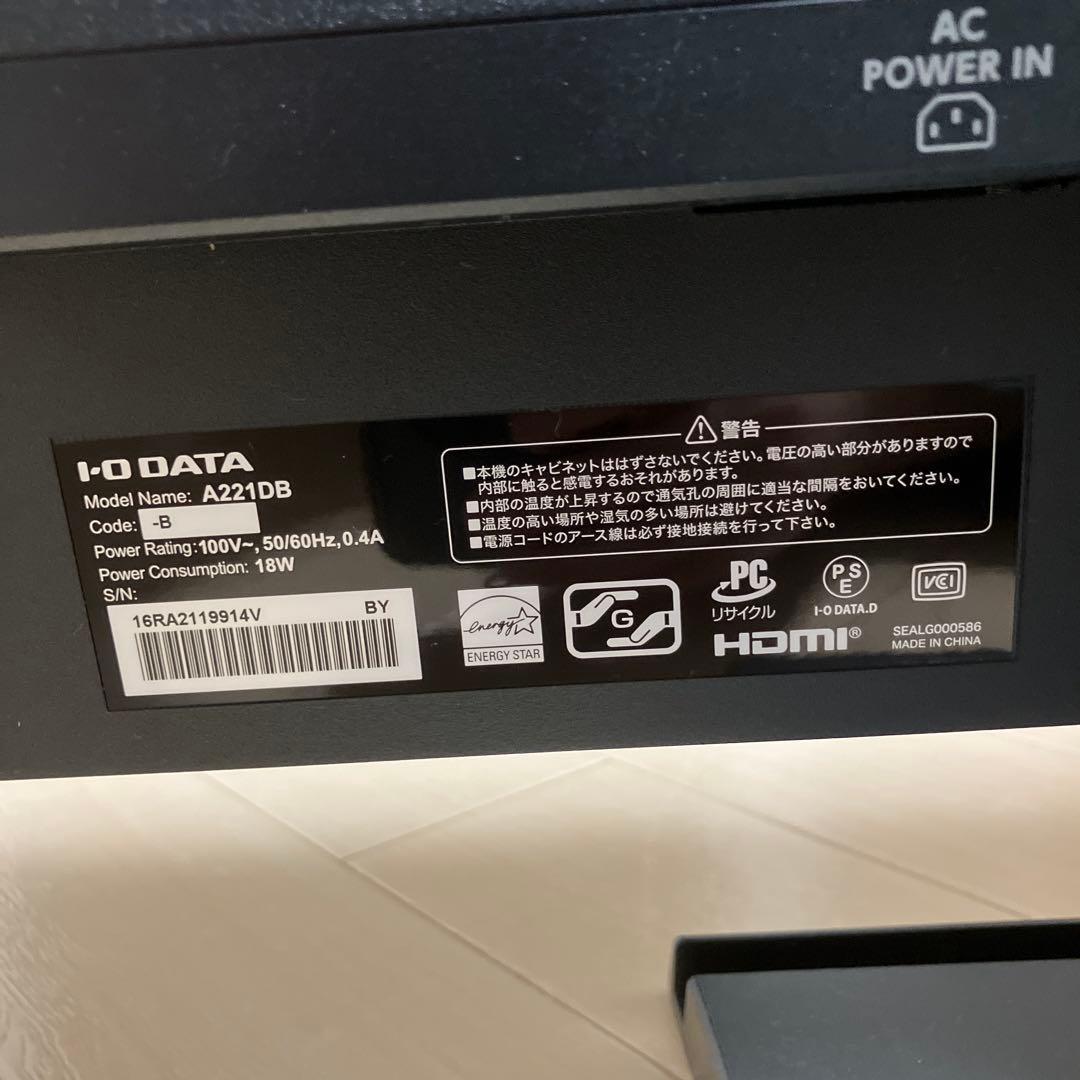 AC
POWER IN
I-O DATA
Model Name: A221DB
Code: -B
Power Rating:100V~, 50/60Hz,0.4A
Power Consumption: 18W
S/N:
16RA2119914V BY
警告
■本機のキャビネットははずさないでください。電圧の高い部分がありますので
内部に触ると感電するおそれがあります。
■内部の温度が上昇するので通気孔の周囲に適当な間隔をおいてください。
■温度の高い場所や湿気の多い場所は避けてください。
■電源コードのアース線は必ず接地接続を行って下さい。
energy
ENERGY STAR
G
PC
リサイクル
HDMI®
PS
E
I-O DATA.D
VCI
SEALG000586
MADE IN CHINA